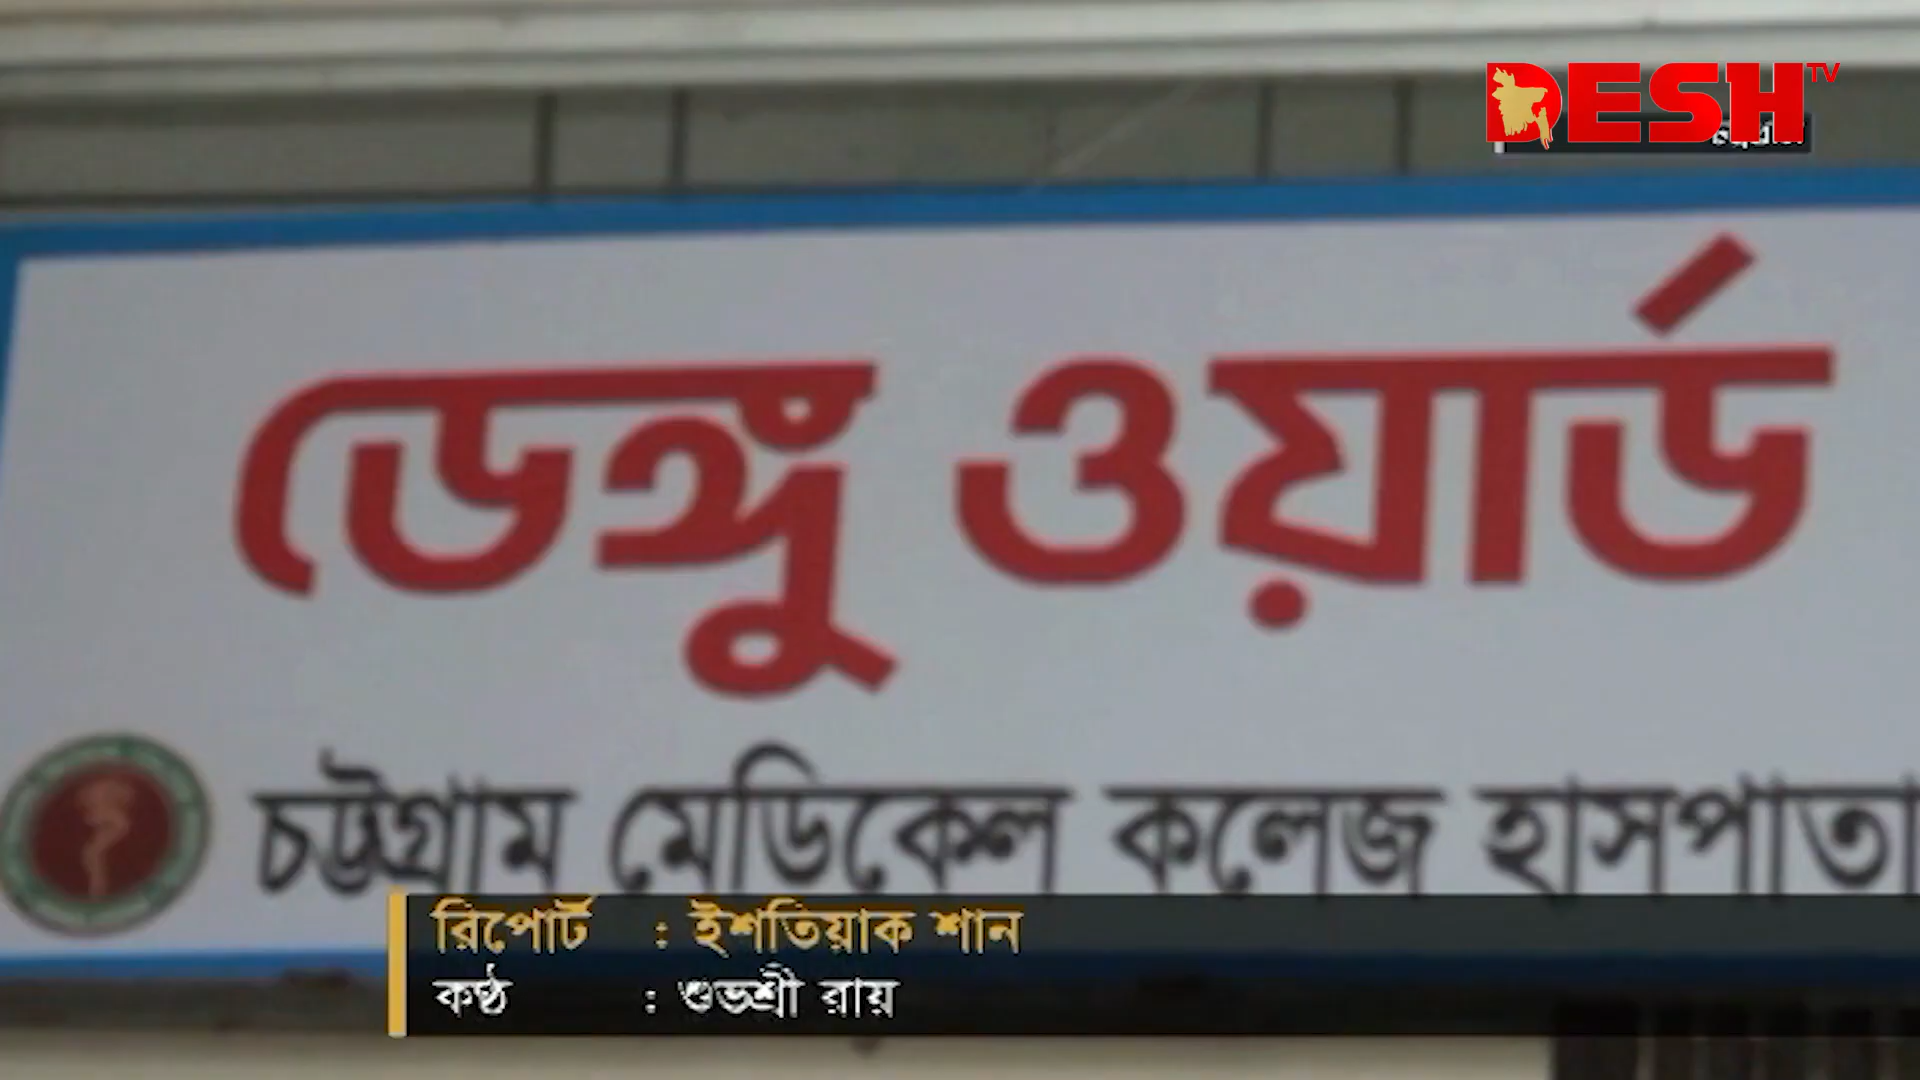 DESH TV
ডেঙ্গু ওয়ার্ড
চট্টগ্রাম মেডিকেল কলেজ হাসপাতা
রিপোর্ট : ইশতিয়াক শান
কণ্ঠ : শুভশ্রী রায়